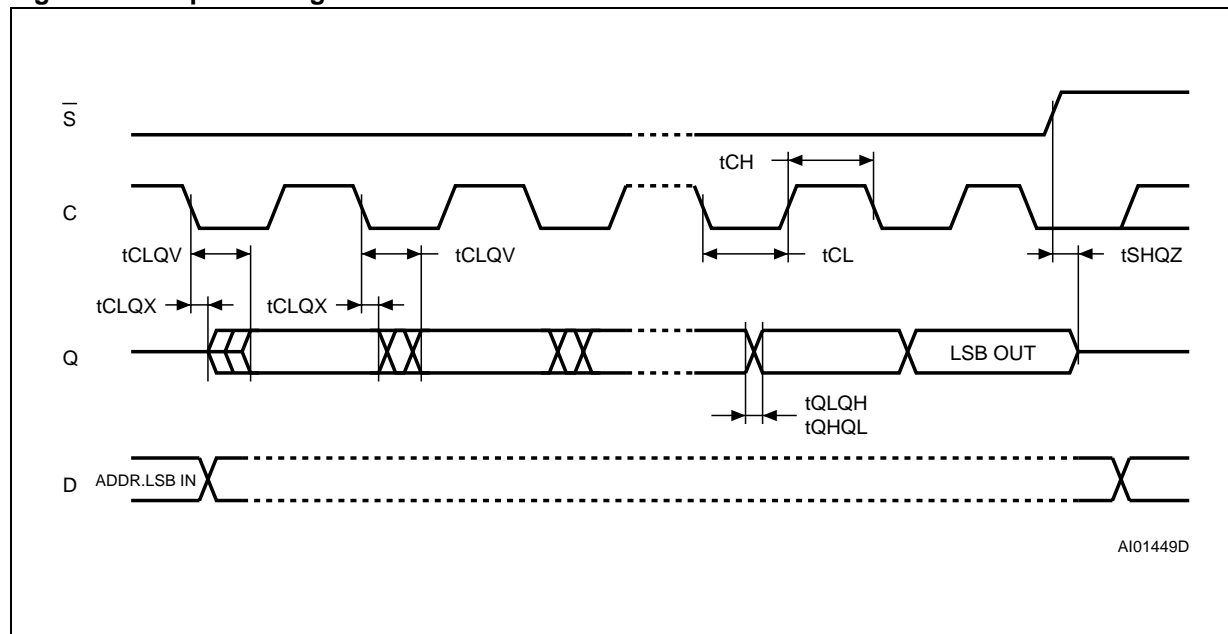 S
tCH
C
tCLQV
tCLQV
tCL
tSHQZ
tCLQX
tCLQX
Q
LSB OUT
tQLQH
tQHQL
D
ADDR.LSB IN
AI01449D